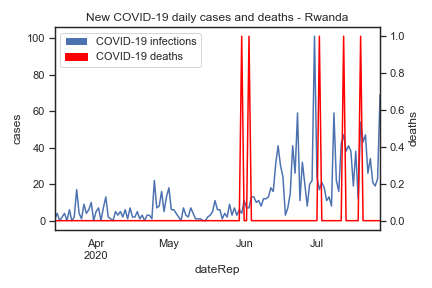 New COVID-19 daily cases and deaths - Rwanda
COVID-19 infections
COVID-19 deaths
100
80
60
40
20
0
cases
1.0
0.8
0.6
0.4
0.2
0.0
deaths
Apr
2020
May
Jun
Jul
dateRep